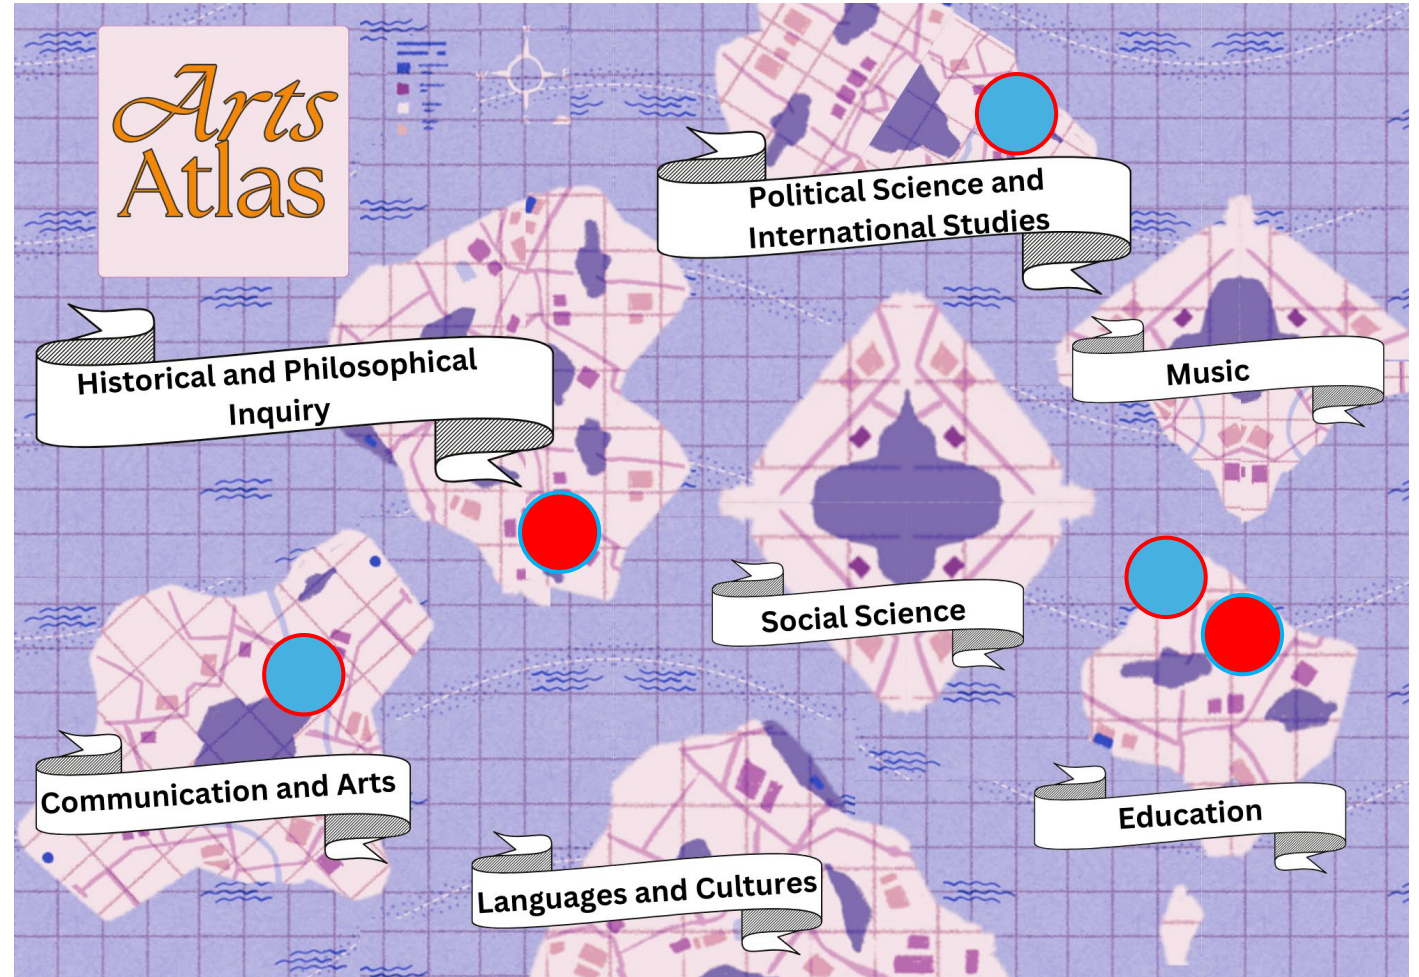 Arts
Atlas
Political Science and
International Studies
Historical and Philosophical
Inquiry
Music
Social Science
Communication and Arts
Education
Languages and Cultures